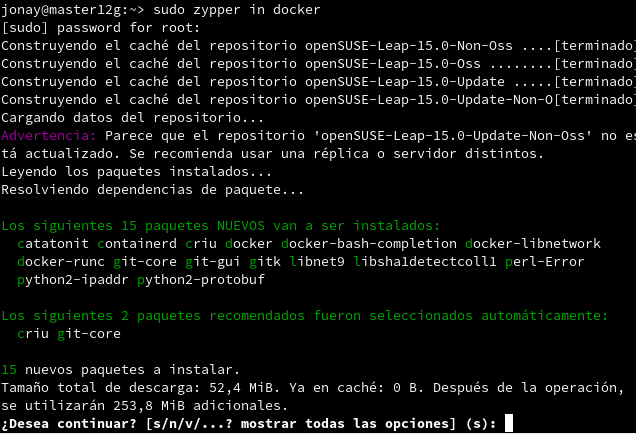 jonay@master12g:~> sudo zypper in docker
[sudo] password for root:
Construyendo el caché del repositorio openSUSE-Leap-15.0-Non-Oss ....[terminado]
Construyendo el caché del repositorio openSUSE-Leap-15.0-Oss ........[terminado]
Construyendo el caché del repositorio openSUSE-Leap-15.0-Update .....[terminado]
Construyendo el caché del repositorio openSUSE-Leap-15.0-Update-Non-O[terminado]
Cargando datos del repositorio...
Advertencia: Parece que el repositorio 'openSUSE-Leap-15.0-Update-Non-Oss' no es
tá actualizado. Se recomienda usar una réplica o servidor distintos.
Leyendo los paquetes instalados...
Resolviendo dependencias de paquete...
Los siguientes 15 paquetes NUEVOS van a ser instalados:
catatonit containerd criu docker docker-bash-completion docker-libnetwork
docker-runc git-core git-gui gitk libnet9 libsha1detectcoll1 perl-Error
python2-ipaddr python2-protobuf
Los siguientes 2 paquetes recomendados fueron seleccionados automáticamente:
criu git-core
15 nuevos paquetes a instalar.
Tamaño total de descarga: 52,4 MiB. Ya en caché: 0 B. Después de la operación,
se utilizarán 253,8 MiB adicionales.
¿Desea continuar? [s/n/v/...? mostrar todas las opciones] (s):